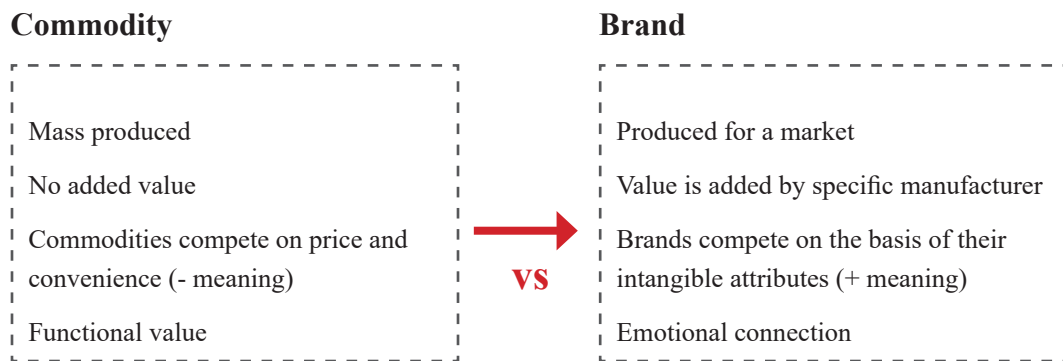 Commodity
Mass produced
No added value
Commodities compete on price and
convenience (- meaning)
Functional value
vs
Brand
Produced for a market
Value is added by specific manufacturer
Brands compete on the basis of their
intangible attributes (+ meaning)
Emotional connection